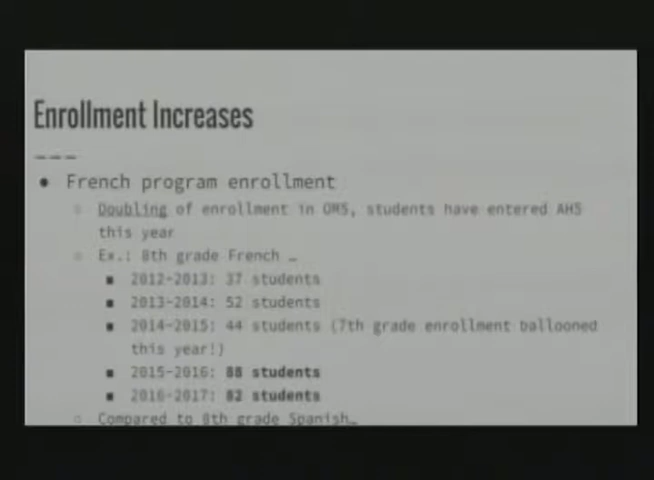 Enrollment Increases
• French program enrollment
Doubling of enrollment in OMS, students have entered AHS
this year
Ex.: 8th grade French …
2012-2013: 37 students
2013-2014: 52 students
2014-2015: 44 students (7th grade enrollment ballooned
this year!)
2015-2016: 88 students
2016-2017: 82 students
Compared to 8th grade Spanish…